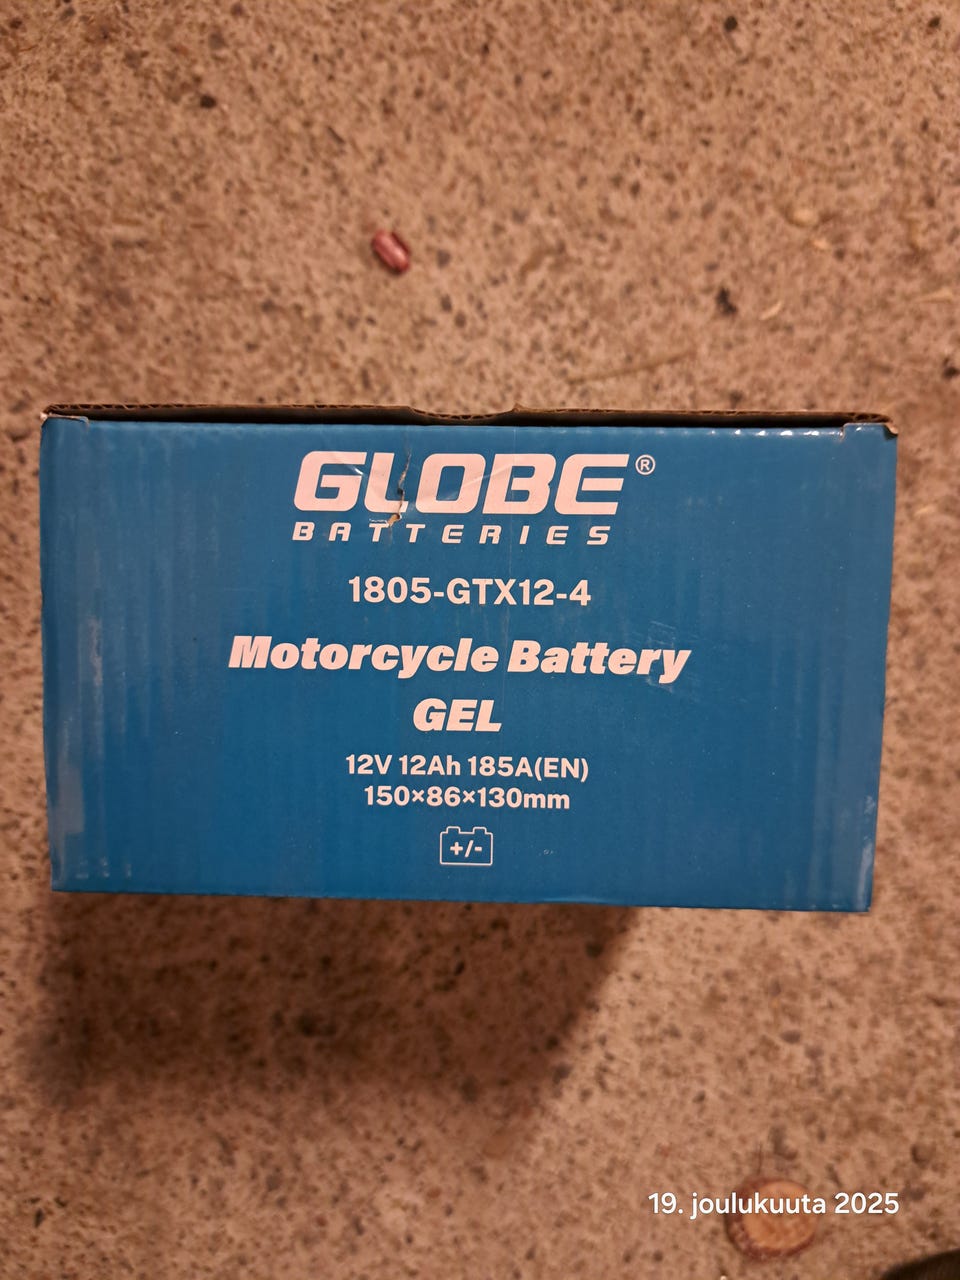 GLOBE®
BATTERIES
1805-GTX12-4
Motorcycle Battery
GEL
12V 12Ah 185A(EN)
150×86×130mm
+/-
19. joulukuuta 2025